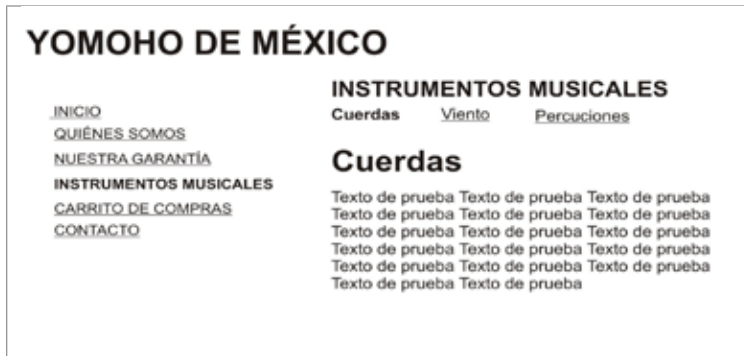 YOMOHO DE MÉXICO
INICIO
QUIÉNES SOMOS
NUESTRA GARANTÍA
INSTRUMENTOS MUSICALES
CARRITO DE COMPRAS
CONTACTO
INSTRUMENTOS MUSICALES
Cuerdas Viento Percuciones
Cuerdas
Texto de prueba Texto de prueba Texto de prueba
Texto de prueba Texto de prueba Texto de prueba
Texto de prueba Texto de prueba Texto de prueba
Texto de prueba Texto de prueba Texto de prueba
Texto de prueba Texto de prueba Texto de prueba
Texto de prueba Texto de prueba